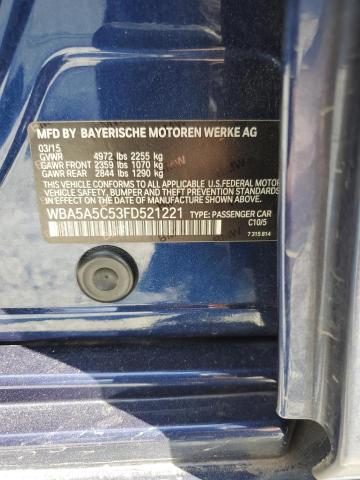 MFD BY BAYERISCHE MOTOREN WERKE AG
03/15
GVWR 4972 lbs 2255 kg
GAWR FRONT 2359 lbs 1070 kg
GAWR REAR 2844 lbs 1290 kg
THIS VEHICLE CONFORMS TO ALL APPLICABLE U.S.FEDERAL MOTOR
VEHICLE SAFETY, BUMPER AND THEFT PREVENTION STANDARDS
IN EFFECT ON THE DATE OF MANUFACTURE SHOWN ABOVE.
WBA5A5C53FD521221 TYPE: PASSENGER CAR
C10/5
7 315 814